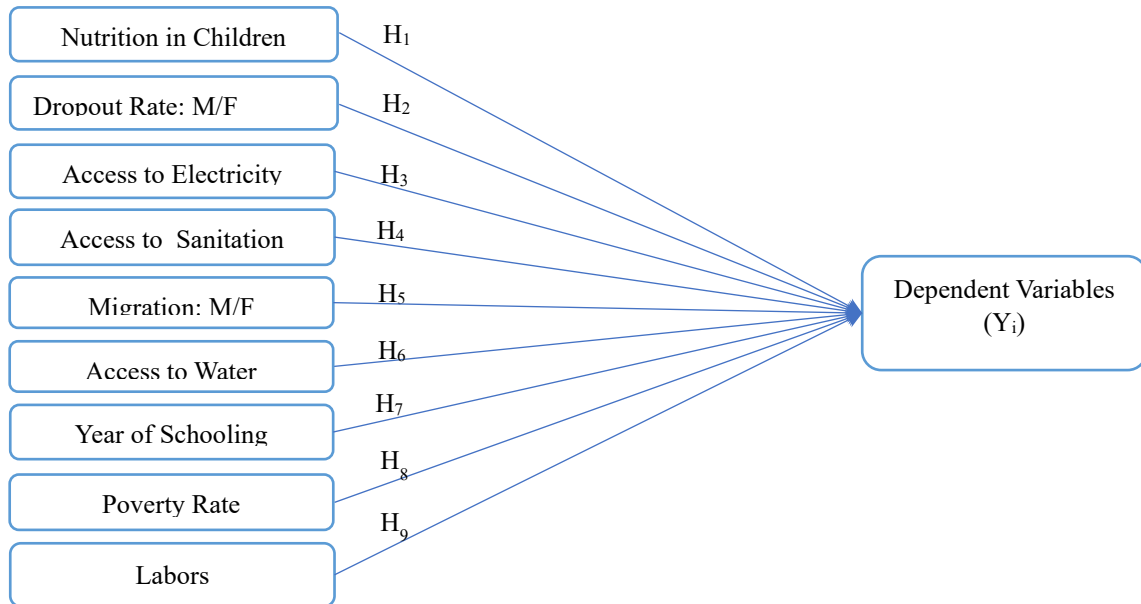 Nutrition in Children
H₁
Dropout Rate: M/F
H₂
Access to Electricity
H₃
Access to Sanitation
H₄
Migration: M/F
H₅
Access to Water
H₆
Year of Schooling
H₇
Poverty Rate
H₈
Labors
H₉
Dependent Variables
(Yᵢ)